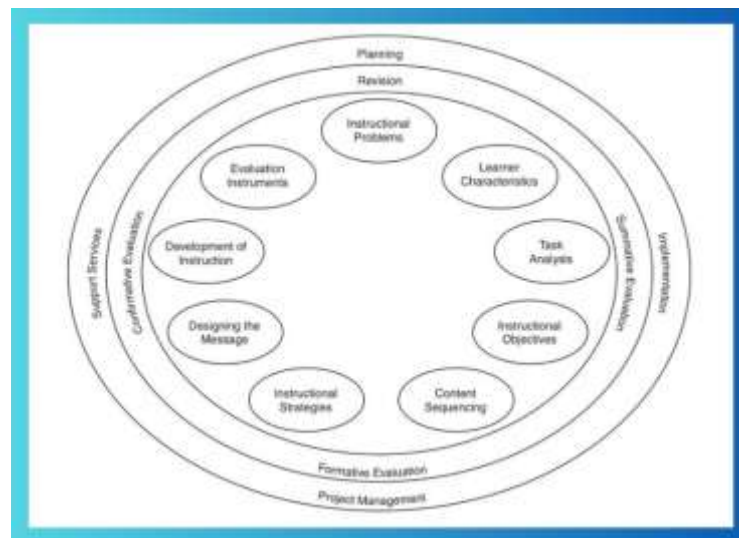 Planning
Revision
Instructional
Problems
Evaluation
Instruments
Learner
Characteristics
Development of
Instruction
Task
Analysis
Support Services
Confirmative Evaluation
Summative Evaluation
Implementation
Designing the
Message
Instructional
Objectives
Instructional
Strategies
Content
Sequencing
Formative Evaluation
Project Management